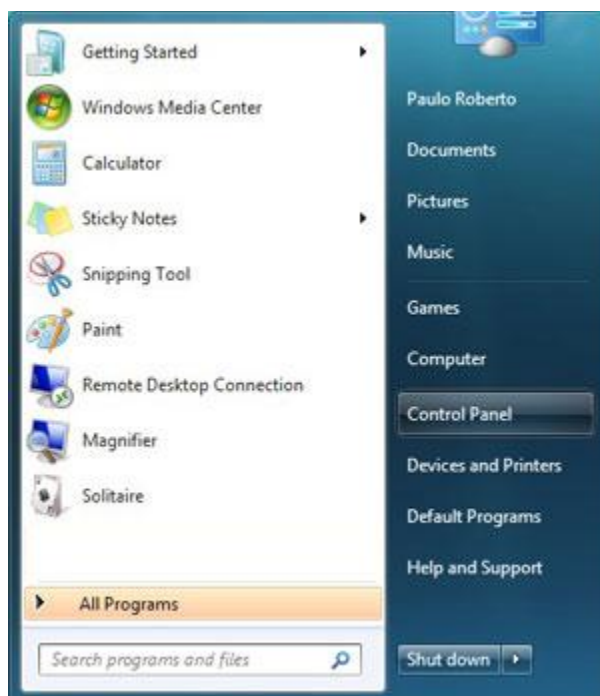 Getting Started
Windows Media Center
Calculator
Sticky Notes
Snipping Tool
Paint
Remote Desktop Connection
Magnifier
Solitaire
All Programs
Search programs and files
Paulo Roberto
Documents
Pictures
Music
Games
Computer
Control Panel
Devices and Printers
Default Programs
Help and Support
Shut down